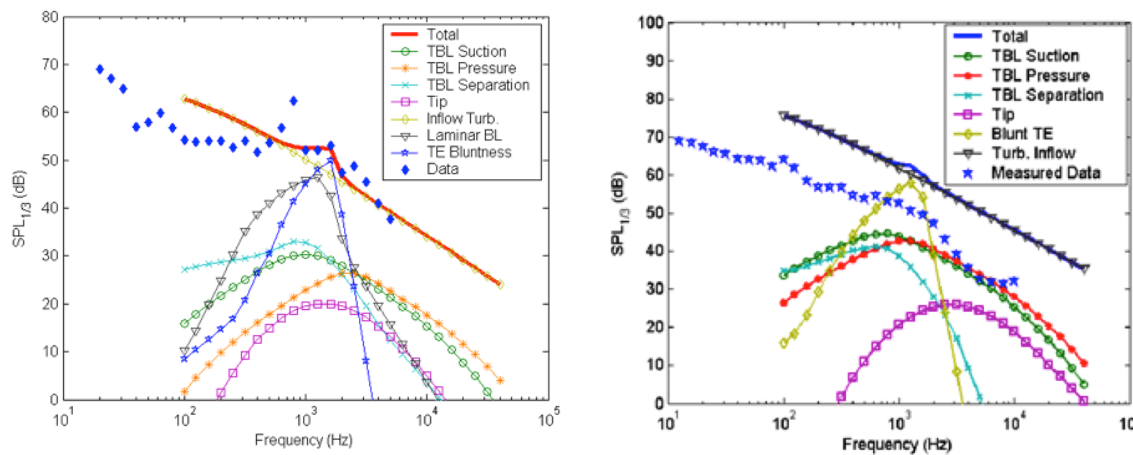 70
60
50
40
30
20
10
0
SPL1/3 (dB)
10^1
10^2
10^3
10^4
10^5
Frequency (Hz)
Total
TBL Suction
TBL Pressure
TBL Separation
Tip
Inflow Turb.
Laminar BL
TE Bluntness
Data
100
90
80
70
60
50
40
30
20
10
0
SPL1/3 (dB)
10^1
10^2
10^3
10^4
10
Frequency (Hz)
Total
TBL Suction
TBL Pressure
TBL Separation
Tip
Blunt TE
Turb. Inflow
Measured Data